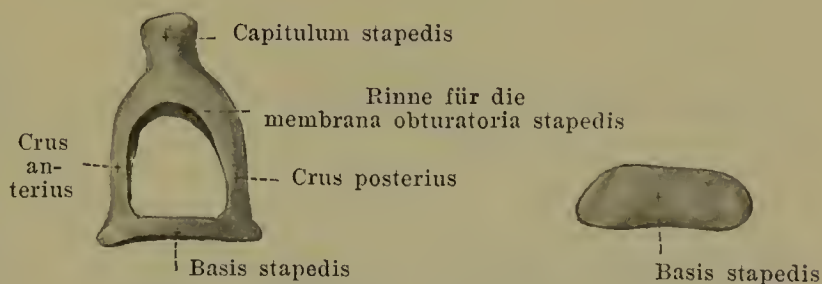 Capitulum stapedis
Rinne für die
membrana obturatoria stapedis
Crus
an-
terius
Crus posterius
Basis stapedis
Basis stapedis